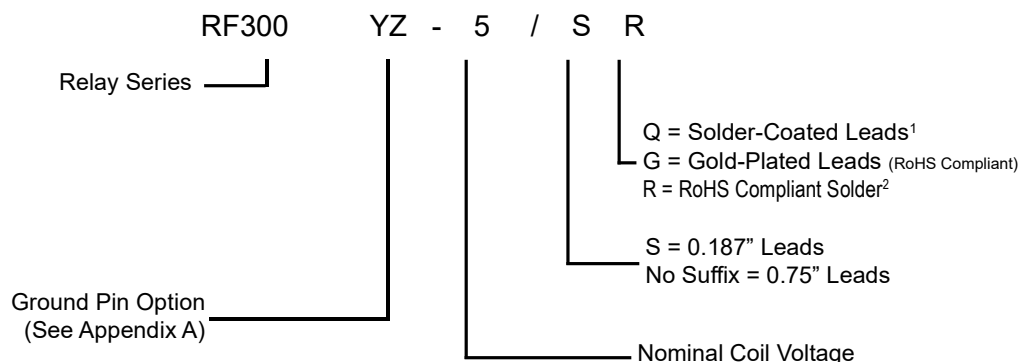 RF300 YZ - 5 / S R
Relay Series
Q = Solder-Coated Leads¹
G = Gold-Plated Leads (RoHS Compliant)
R = RoHS Compliant Solder²
S = 0.187” Leads
No Suffix = 0.75” Leads
Ground Pin Option
(See Appendix A)
Nominal Coil Voltage